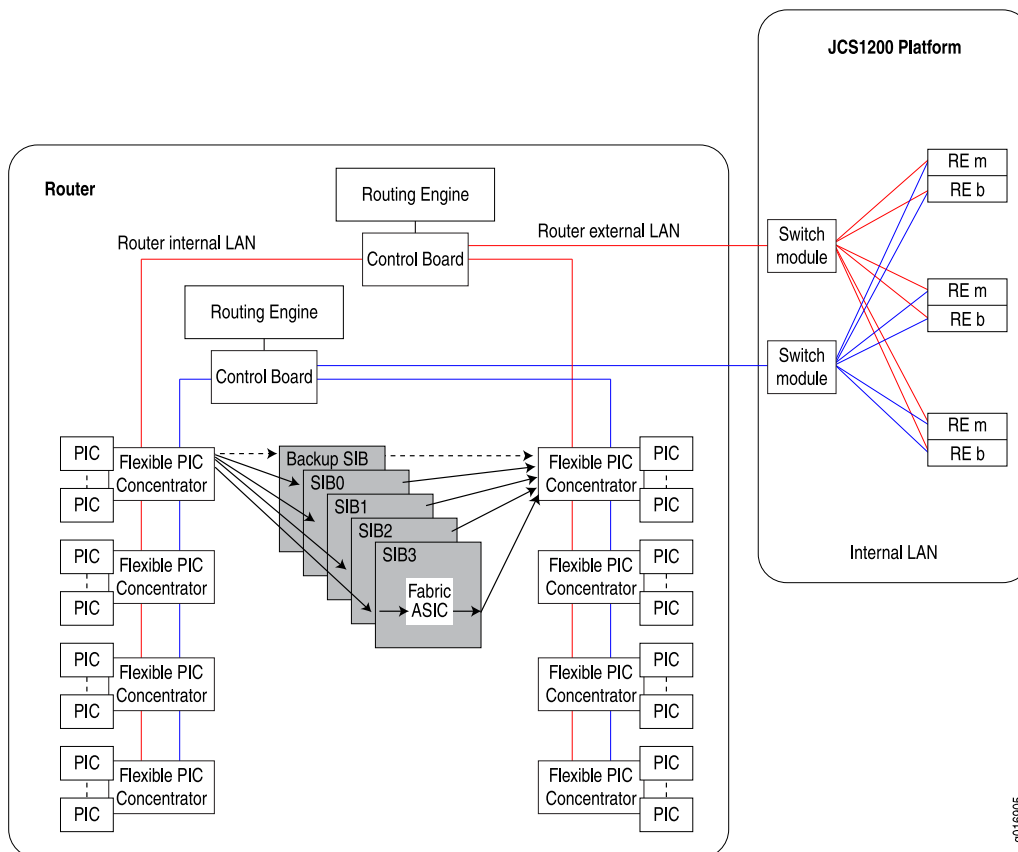 JCS1200 Platform
RE m
RE b
Router
Routing Engine
Router internal LAN
Router external LAN
Control Board
Switch
module
Routing Engine
Control Board
RE m
RE b
Switch
module
RE m
RE b
PIC
PIC
Flexible PIC
Concentrator
Backup SIB
SIB0
SIB1
SIB2
SIB3
Fabric
ASIC
Flexible PIC
Concentrator
PIC
PIC
PIC
PIC
Flexible PIC
Concentrator
Flexible PIC
Concentrator
PIC
PIC
Internal LAN
PIC
PIC
Flexible PIC
Concentrator
Flexible PIC
Concentrator
PIC
PIC
PIC
PIC
Flexible PIC
Concentrator
Flexible PIC
Concentrator
PIC
PIC
g016905